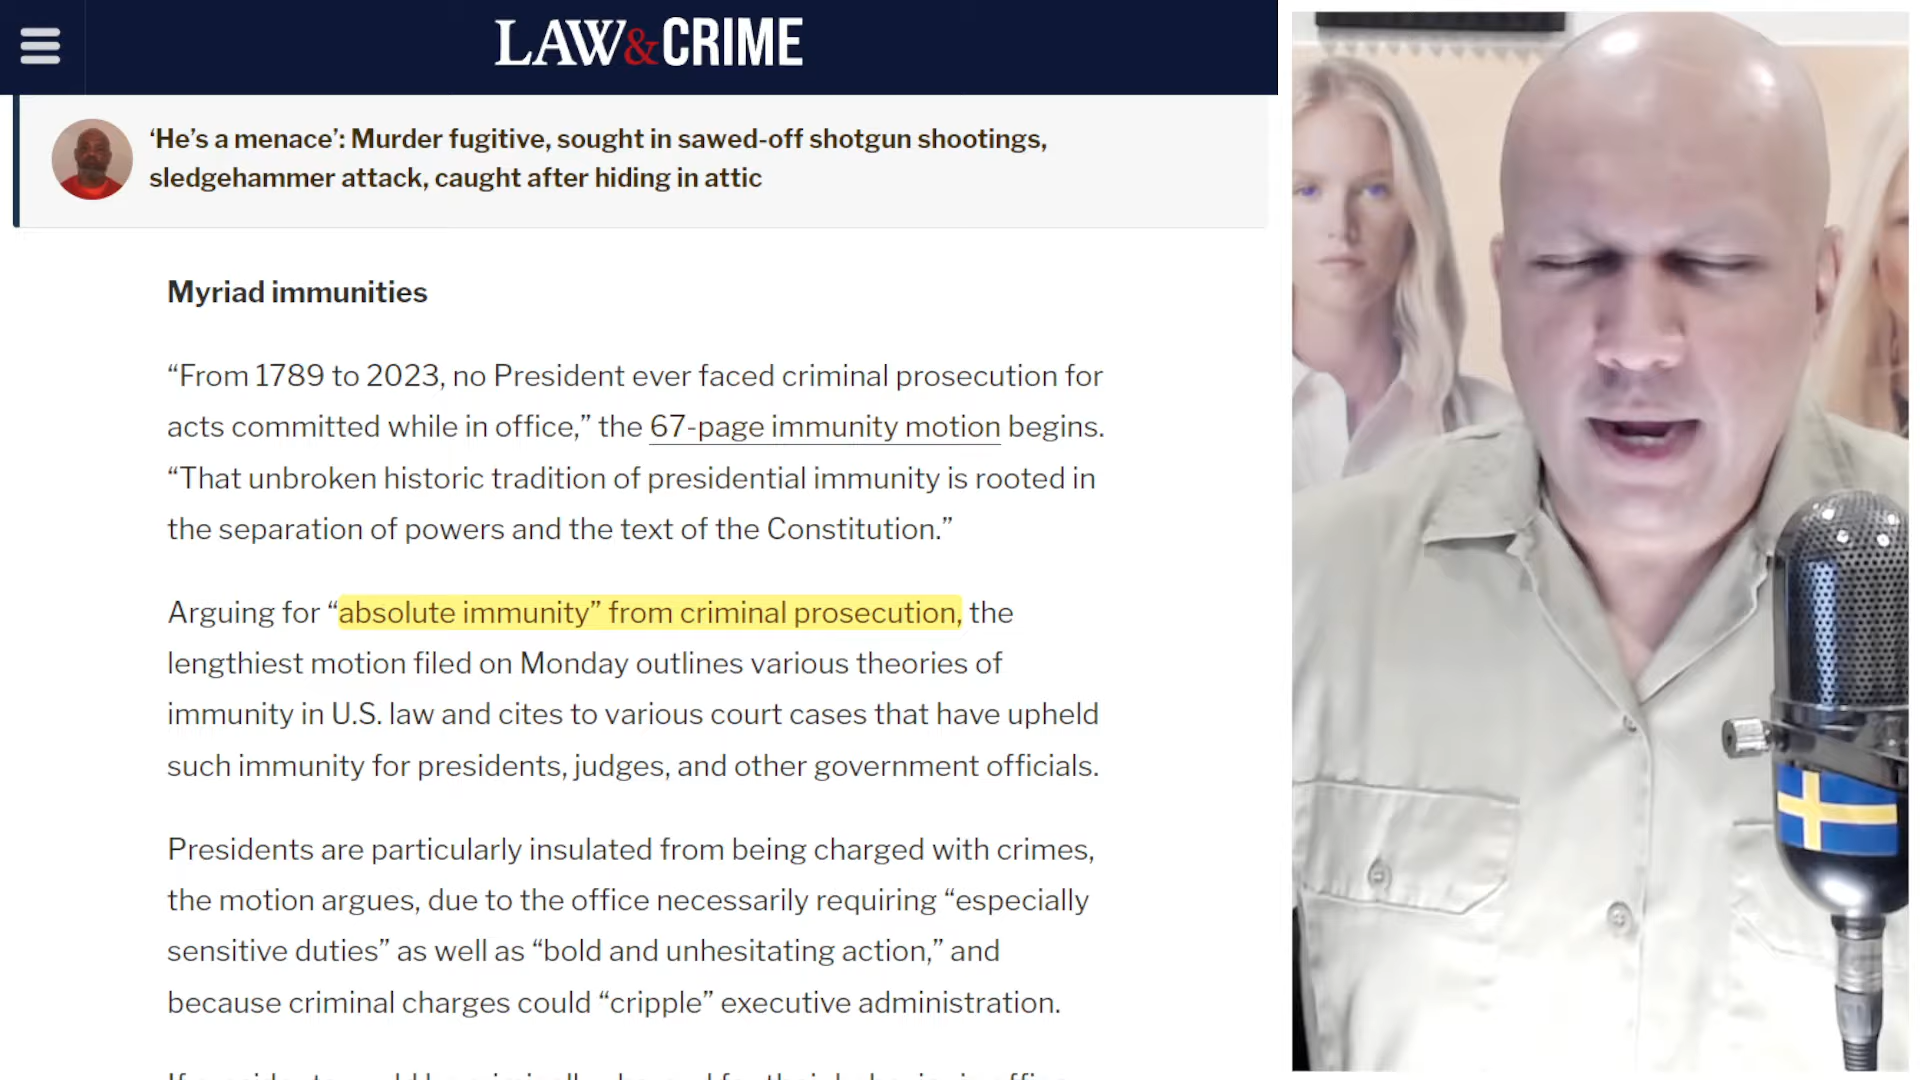 LAW&CRIME
‘He’s a menace’: Murder fugitive, sought in sawed-off shotgun shootings,
sledgehammer attack, caught after hiding in attic
Myriad immunities
“From 1789 to 2023, no President ever faced criminal prosecution for
acts committed while in office,” the 67-page immunity motion begins.
“That unbroken historic tradition of presidential immunity is rooted in
the separation of powers and the text of the Constitution.”
Arguing for “absolute immunity” from criminal prosecution, the
lengthiest motion filed on Monday outlines various theories of
immunity in U.S. law and cites to various court cases that have upheld
such immunity for presidents, judges, and other government officials.
Presidents are particularly insulated from being charged with crimes,
the motion argues, due to the office necessarily requiring “especially
sensitive duties” as well as “bold and unhesitating action,” and
because criminal charges could “cripple” executive administration.